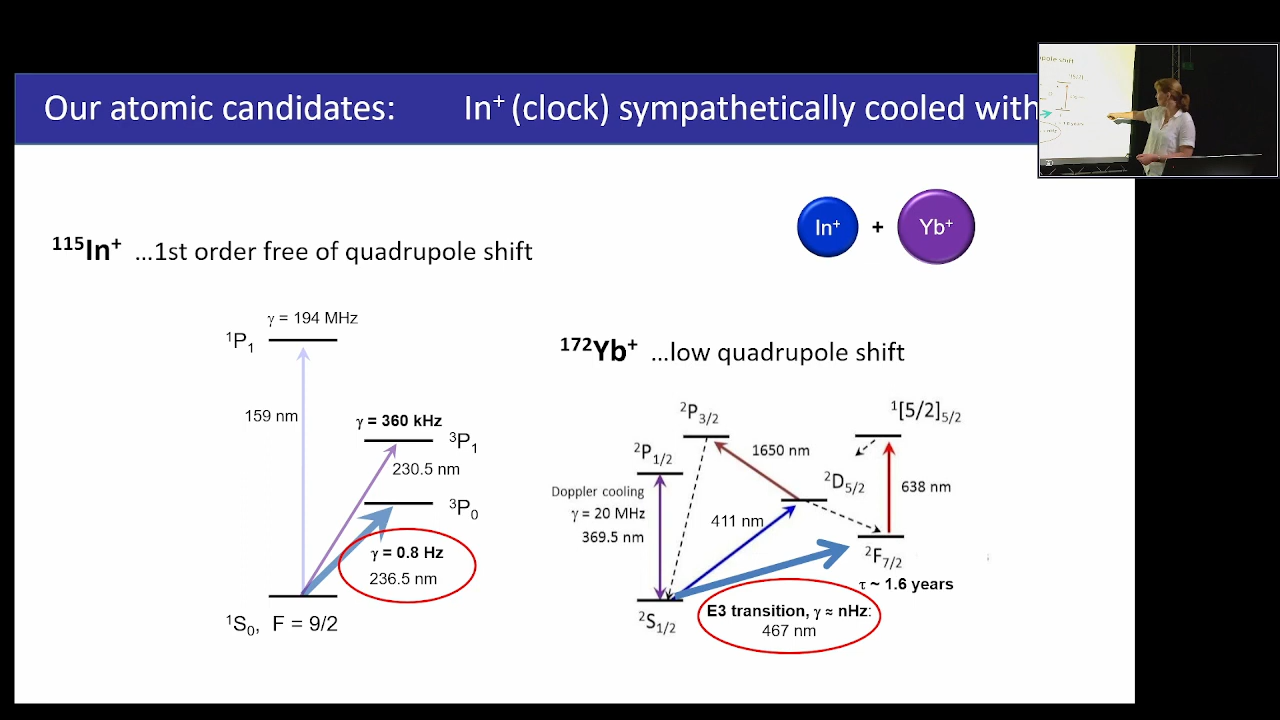 Our atomic candidates: In⁺ (clock) sympathetically cooled with
In⁺ + Yb⁺
¹¹⁵In⁺ ...1st order free of quadrupole shift
γ = 194 MHz
¹P₁
159 nm
γ = 360 kHz
³P₁
230.5 nm
³P₀
γ = 0.8 Hz
236.5 nm
¹S₀, F = 9/2
¹⁷²Yb⁺ ...low quadrupole shift
²P₃/₂
¹[5/2]₅/₂
²P₁/₂
1650 nm
²D₅/₂
Doppler cooling
γ = 20 MHz
369.5 nm
411 nm
638 nm
²F₇/₂
τ ~ 1.6 years
E3 transition, γ ≈ nHz:
467 nm
²S₁/₂